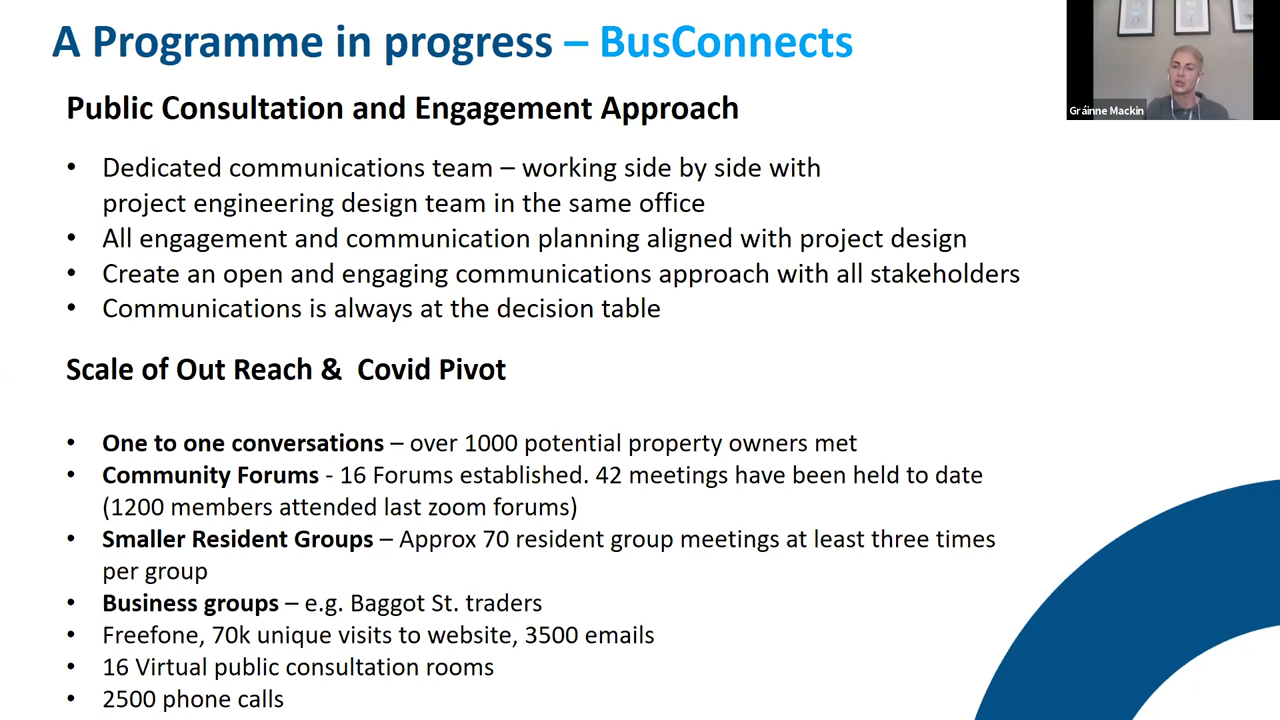 A Programme in progress – BusConnects
Gráinne Mackin
Public Consultation and Engagement Approach
• Dedicated communications team – working side by side with
project engineering design team in the same office
• All engagement and communication planning aligned with project design
• Create an open and engaging communications approach with all stakeholders
• Communications is always at the decision table
Scale of Out Reach & Covid Pivot
• One to one conversations – over 1000 potential property owners met
• Community Forums - 16 Forums established. 42 meetings have been held to date
(1200 members attended last zoom forums)
• Smaller Resident Groups – Approx 70 resident group meetings at least three times
per group
• Business groups – e.g. Baggot St. traders
• Freefone, 70k unique visits to website, 3500 emails
• 16 Virtual public consultation rooms
• 2500 phone calls